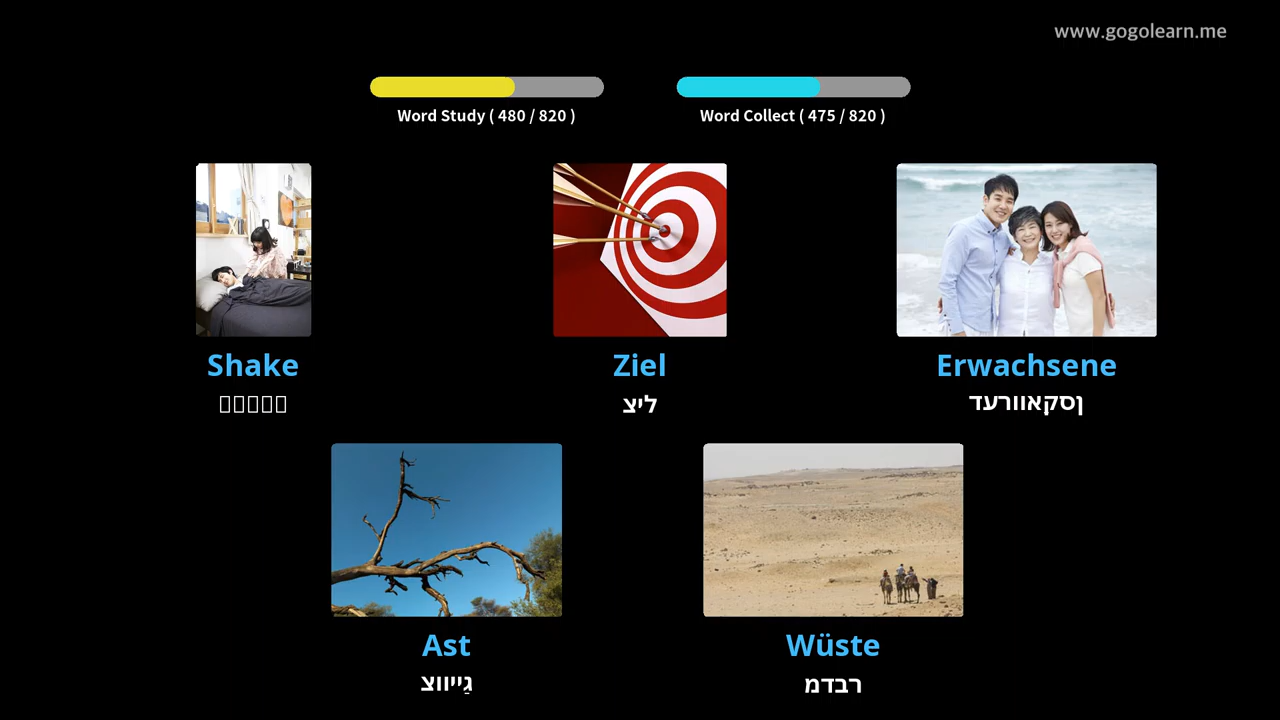 www.gogolearn.me
Word Study ( 480 / 820 )
Word Collect ( 475 / 820 )
Shake
Ziel
ליצ
Erwachsene
ןסקאוורעד
Ast
גַייווצ
Wüste
רבדמ